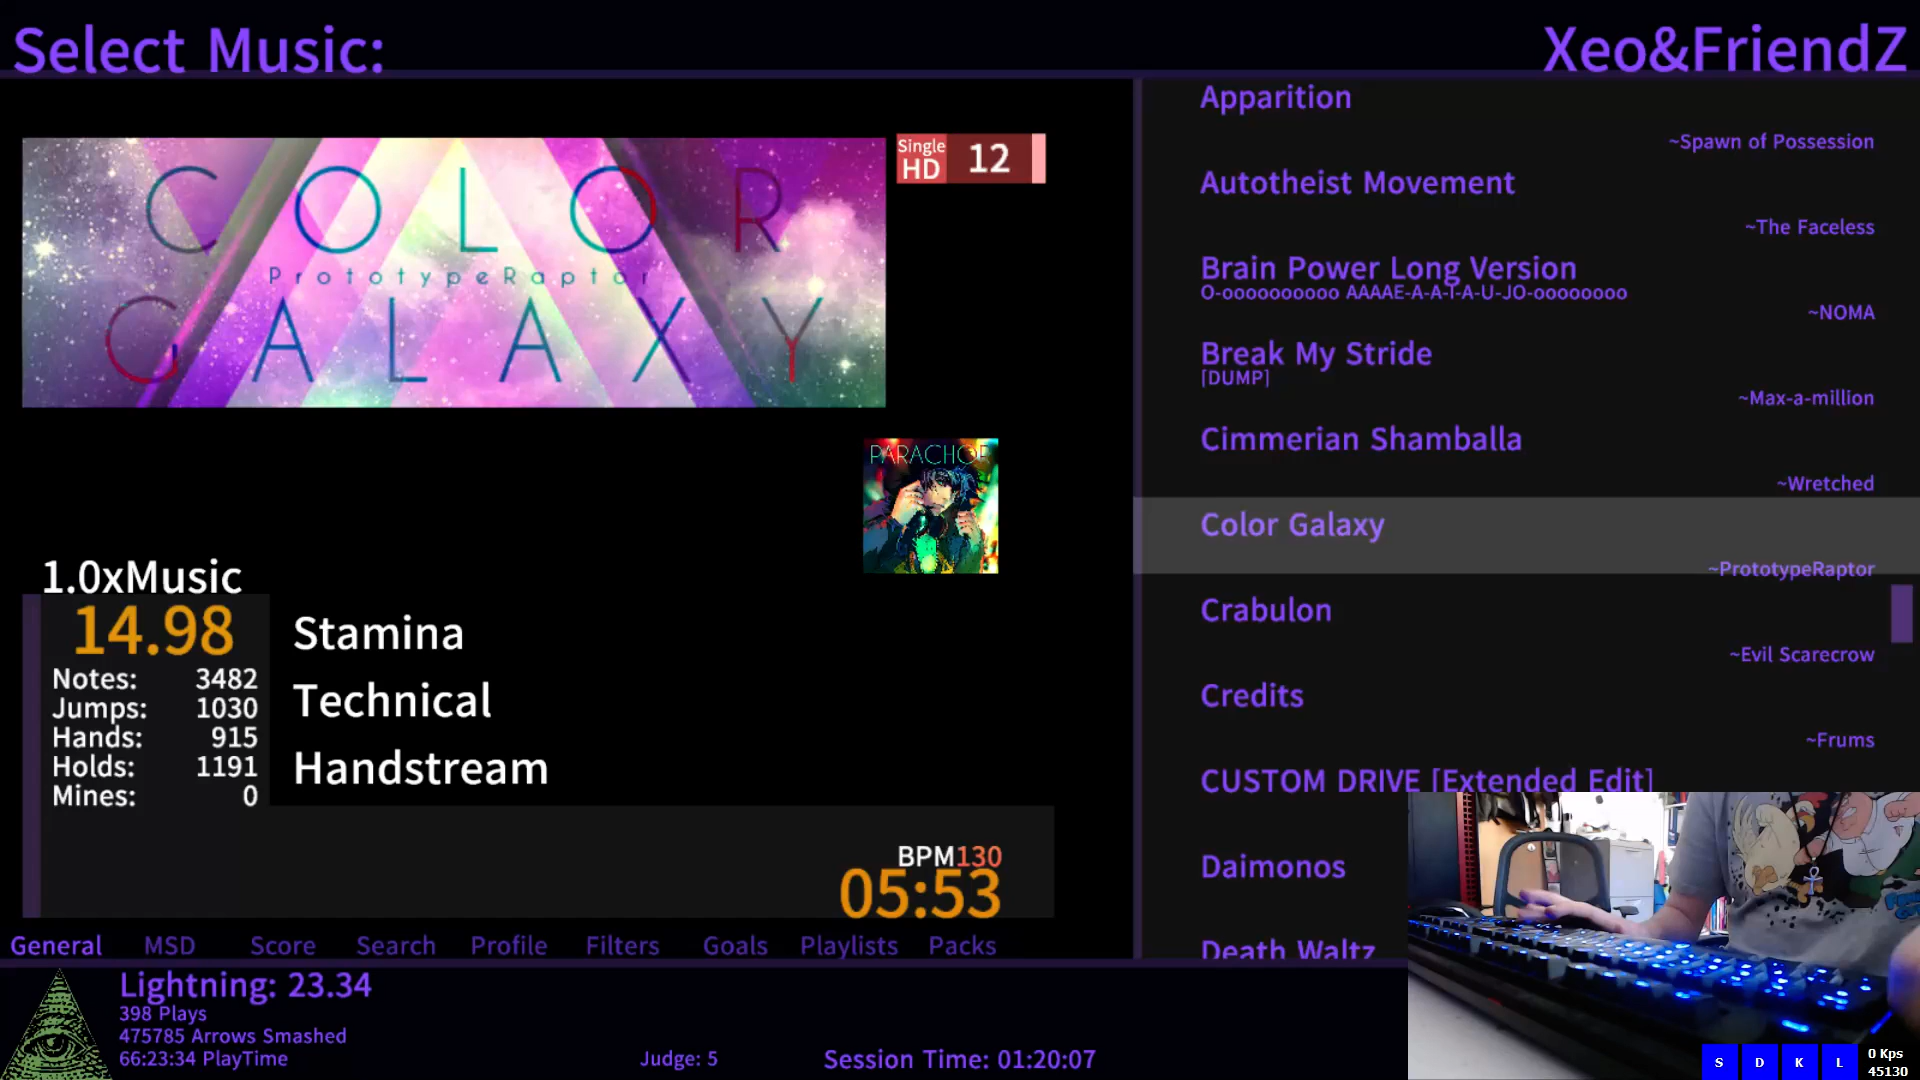 Select Music:
Xeo&FriendZ
COLOR
PrototypeRaptor
GALAXY
Single
HD
12
PARACHOR
1.0xMusic
14.98
Notes: 3482
Jumps: 1030
Hands: 915
Holds: 1191
Mines: 0
Stamina
Technical
Handstream
BPM130
05:53
Apparition
~Spawn of Possession
Autotheist Movement
~The Faceless
Brain Power Long Version
O-oooooooooo AAAAE-A-A-I-A-U-JO-oooooooo
~NOMA
Break My Stride
[DUMP]
~Max-a-million
Cimmerian Shamballa
~Wretched
Color Galaxy
~PrototypeRaptor
Crabulon
~Evil Scarecrow
Credits
~Frums
CUSTOM DRIVE [Extended Edit]
Daimonos
Death Waltz
General MSD Score Search Profile Filters Goals Playlists Packs
Lightning: 23.34
398 Plays
475785 Arrows Smashed
66:23:34 PlayTime
Judge: 5
Session Time: 01:20:07
S D K L
0 Kps
45130